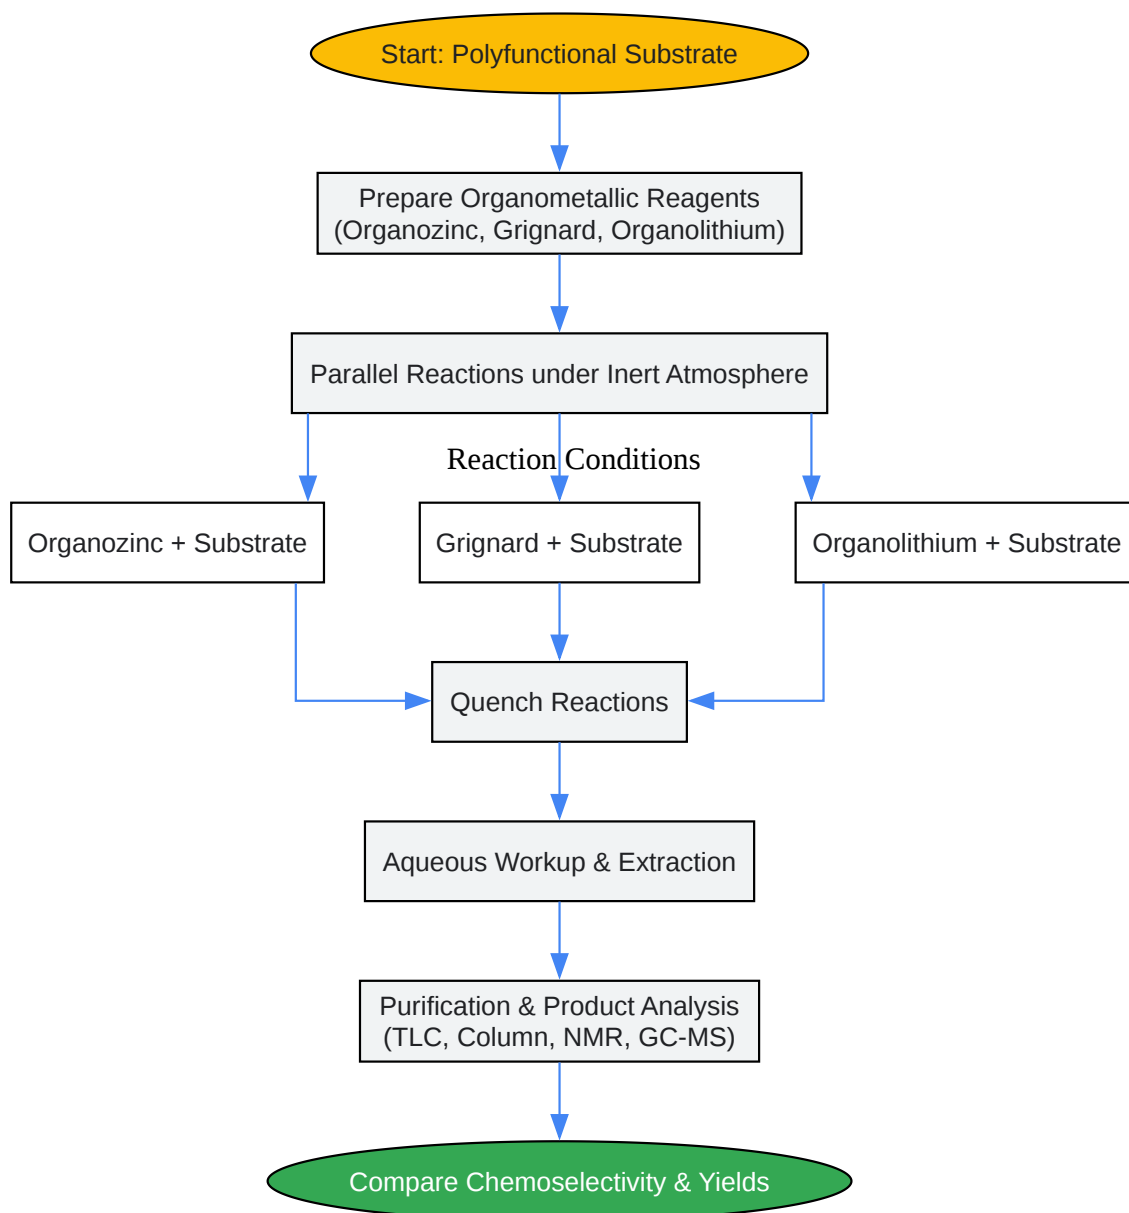 Start: Polyfunctional Substrate
Prepare Organometallic Reagents
(Organozinc, Grignard, Organolithium)
Parallel Reactions under Inert Atmosphere
Reaction Conditions
Organozinc + Substrate
Grignard + Substrate
Organolithium + Substrate
Quench Reactions
Aqueous Workup & Extraction
Purification & Product Analysis
(TLC, Column, NMR, GC-MS)
Compare Chemoselectivity & Yields